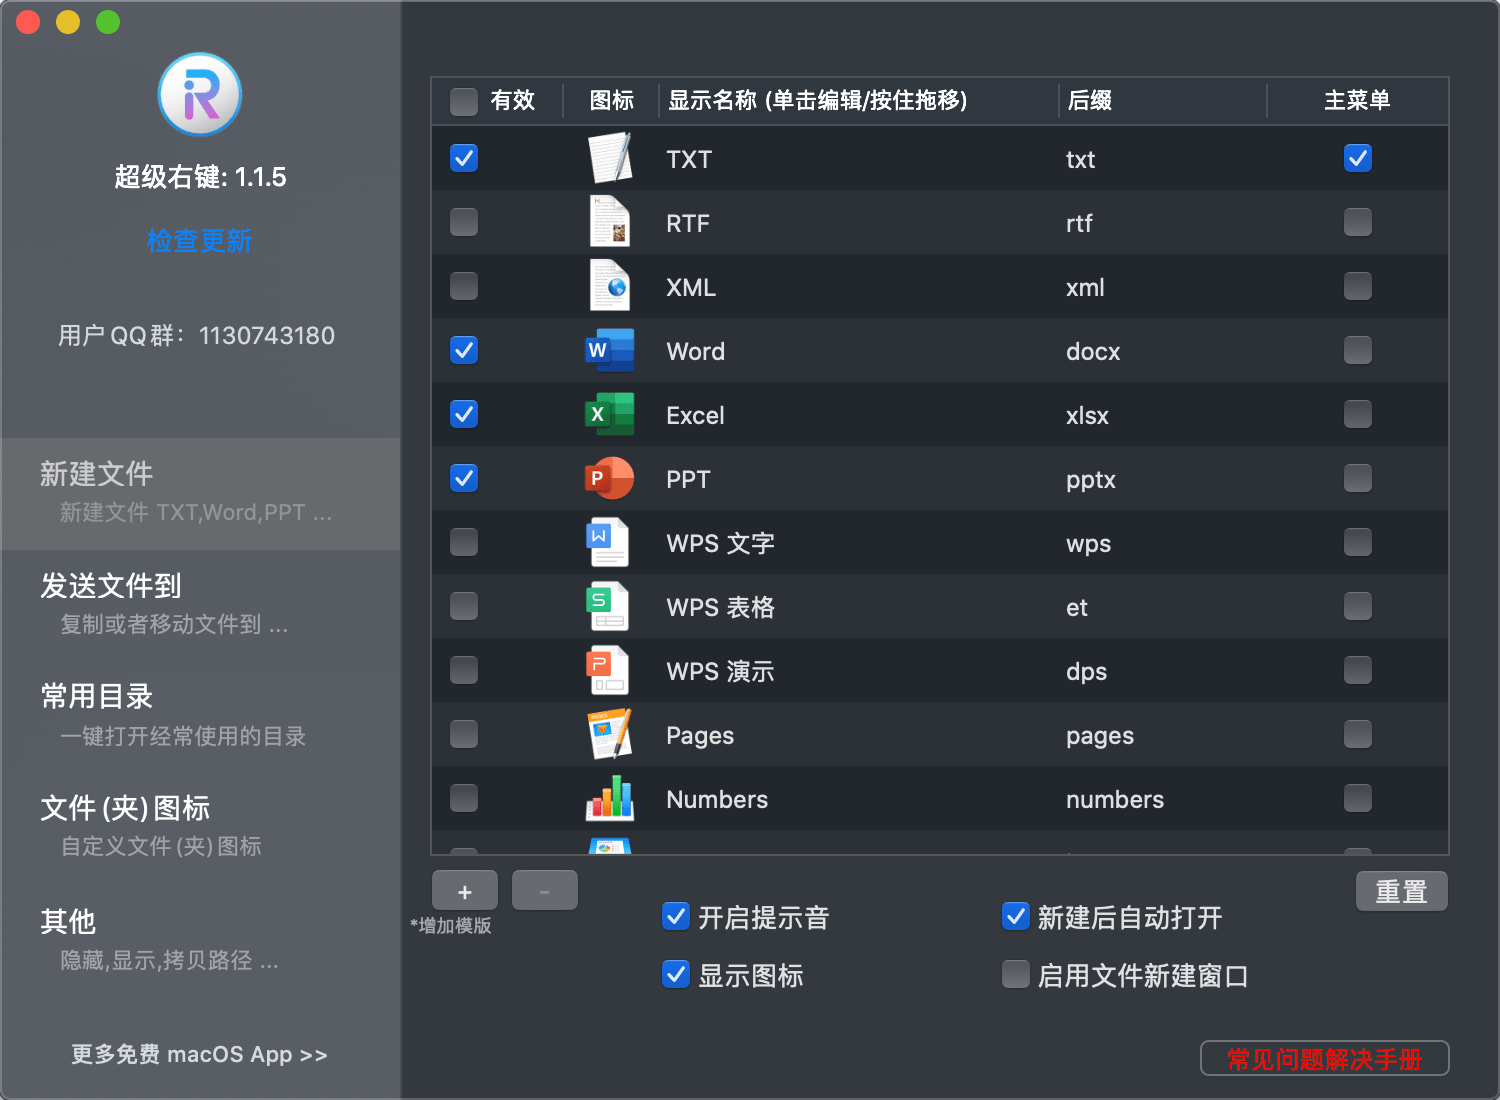 超级右键: 1.1.5
检查更新
用户QQ群：1130743180
新建文件
新建文件 TXT,Word,PPT ...
发送文件到
复制或者移动文件到 ...
常用目录
一键打开经常使用的目录
文件(夹)图标
自定义文件(夹)图标
其他
隐藏,显示,拷贝路径 ...
更多免费 macOS App >>
有效 图标 显示名称 (单击编辑/按住拖移) 后缀 主菜单
TXT txt
RTF rtf
XML xml
Word docx
Excel xlsx
PPT pptx
WPS 文字 wps
WPS 表格 et
WPS 演示 dps
Pages pages
Numbers numbers
+ - 重置
*增加模版
开启提示音 新建后自动打开
显示图标 启用文件新建窗口
常见问题解决手册